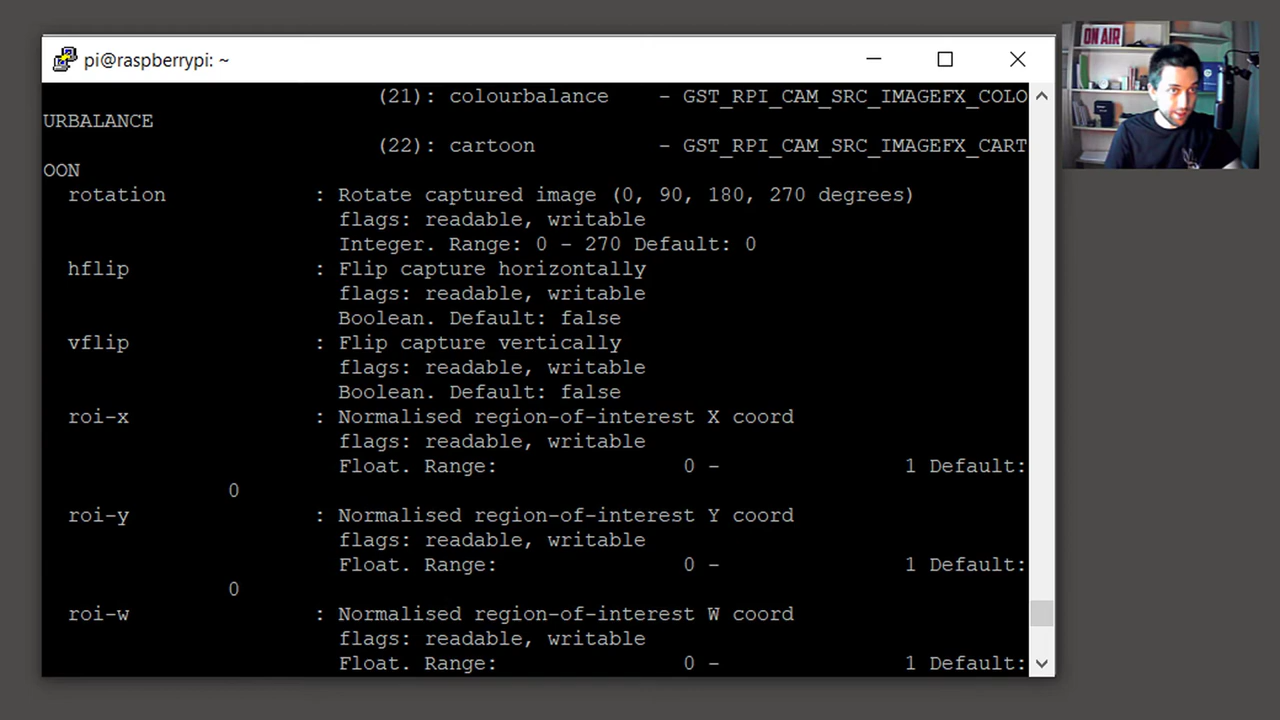 pi@raspberrypi: ~
ON AIR
(21): colourbalance - GST_RPI_CAM_SRC_IMAGEFX_COLO
URBALANCE
(22): cartoon - GST_RPI_CAM_SRC_IMAGEFX_CART
OON
rotation : Rotate captured image (0, 90, 180, 270 degrees)
flags: readable, writable
Integer. Range: 0 - 270 Default: 0
hflip : Flip capture horizontally
flags: readable, writable
Boolean. Default: false
vflip : Flip capture vertically
flags: readable, writable
Boolean. Default: false
roi-x : Normalised region-of-interest X coord
flags: readable, writable
Float. Range: 0 - 1 Default:
0
roi-y : Normalised region-of-interest Y coord
flags: readable, writable
Float. Range: 0 - 1 Default:
0
roi-w : Normalised region-of-interest W coord
flags: readable, writable
Float. Range: 0 - 1 Default: